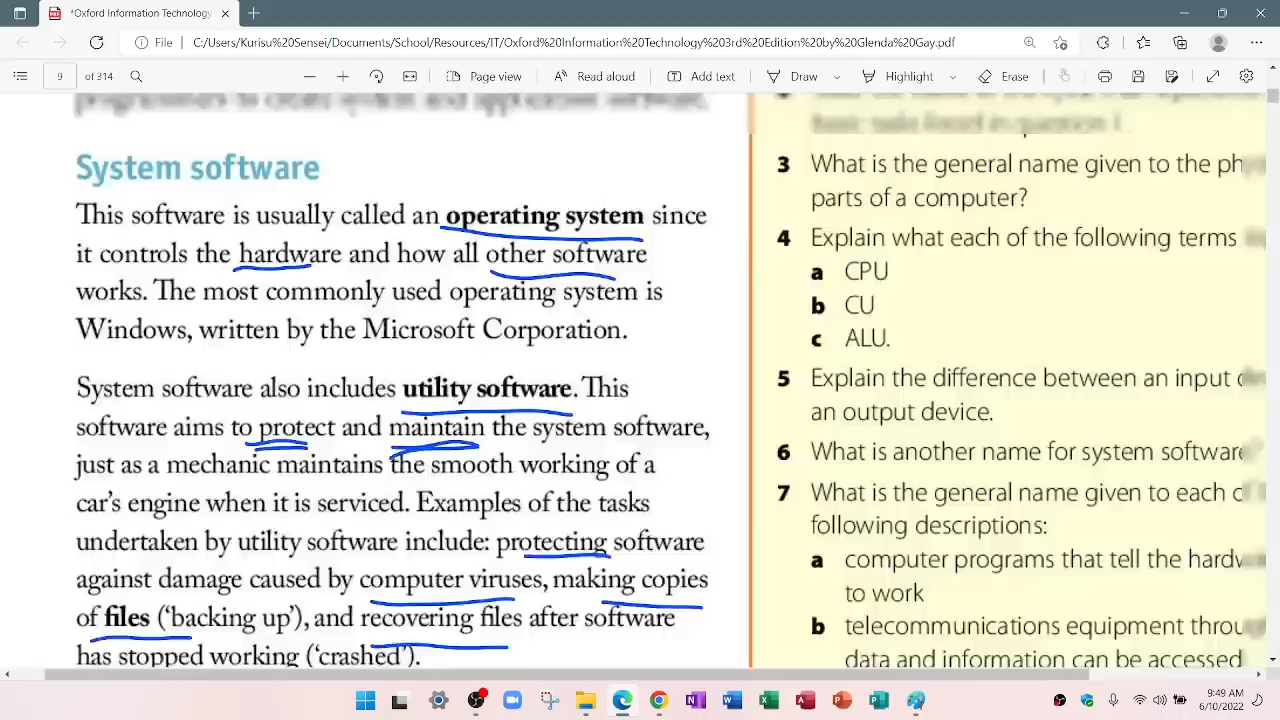 *Oxford Information Technology
File
C:/Users/Kurisu%20Sensei/Documents/School/Resources/IT/Oxford%20Information%20Technology%203rd%20Edition%20by%20Glenda%20Gay.pdf
9 of 314
Page view
Read aloud
Add text
Draw
Highlight
Erase
System software
This software is usually called an operating system since
it controls the hardware and how all other software
works. The most commonly used operating system is
Windows, written by the Microsoft Corporation.
System software also includes utility software. This
software aims to protect and maintain the system software,
just as a mechanic maintains the smooth working of a
car's engine when it is serviced. Examples of the tasks
undertaken by utility software include: protecting software
against damage caused by computer viruses, making copies
of files ('backing up'), and recovering files after software
has stopped working ('crashed').
3 What is the general name given to the
parts of a computer?
4 Explain what each of the following terms
a CPU
b CU
c ALU.
5 Explain the difference between an input
an output device.
6 What is another name for system software
7 What is the general name given to each
following descriptions:
a computer programs that tell the
to work
b telecommunications equipment
data and information can be accessed
9:49 AM
6/10/2022